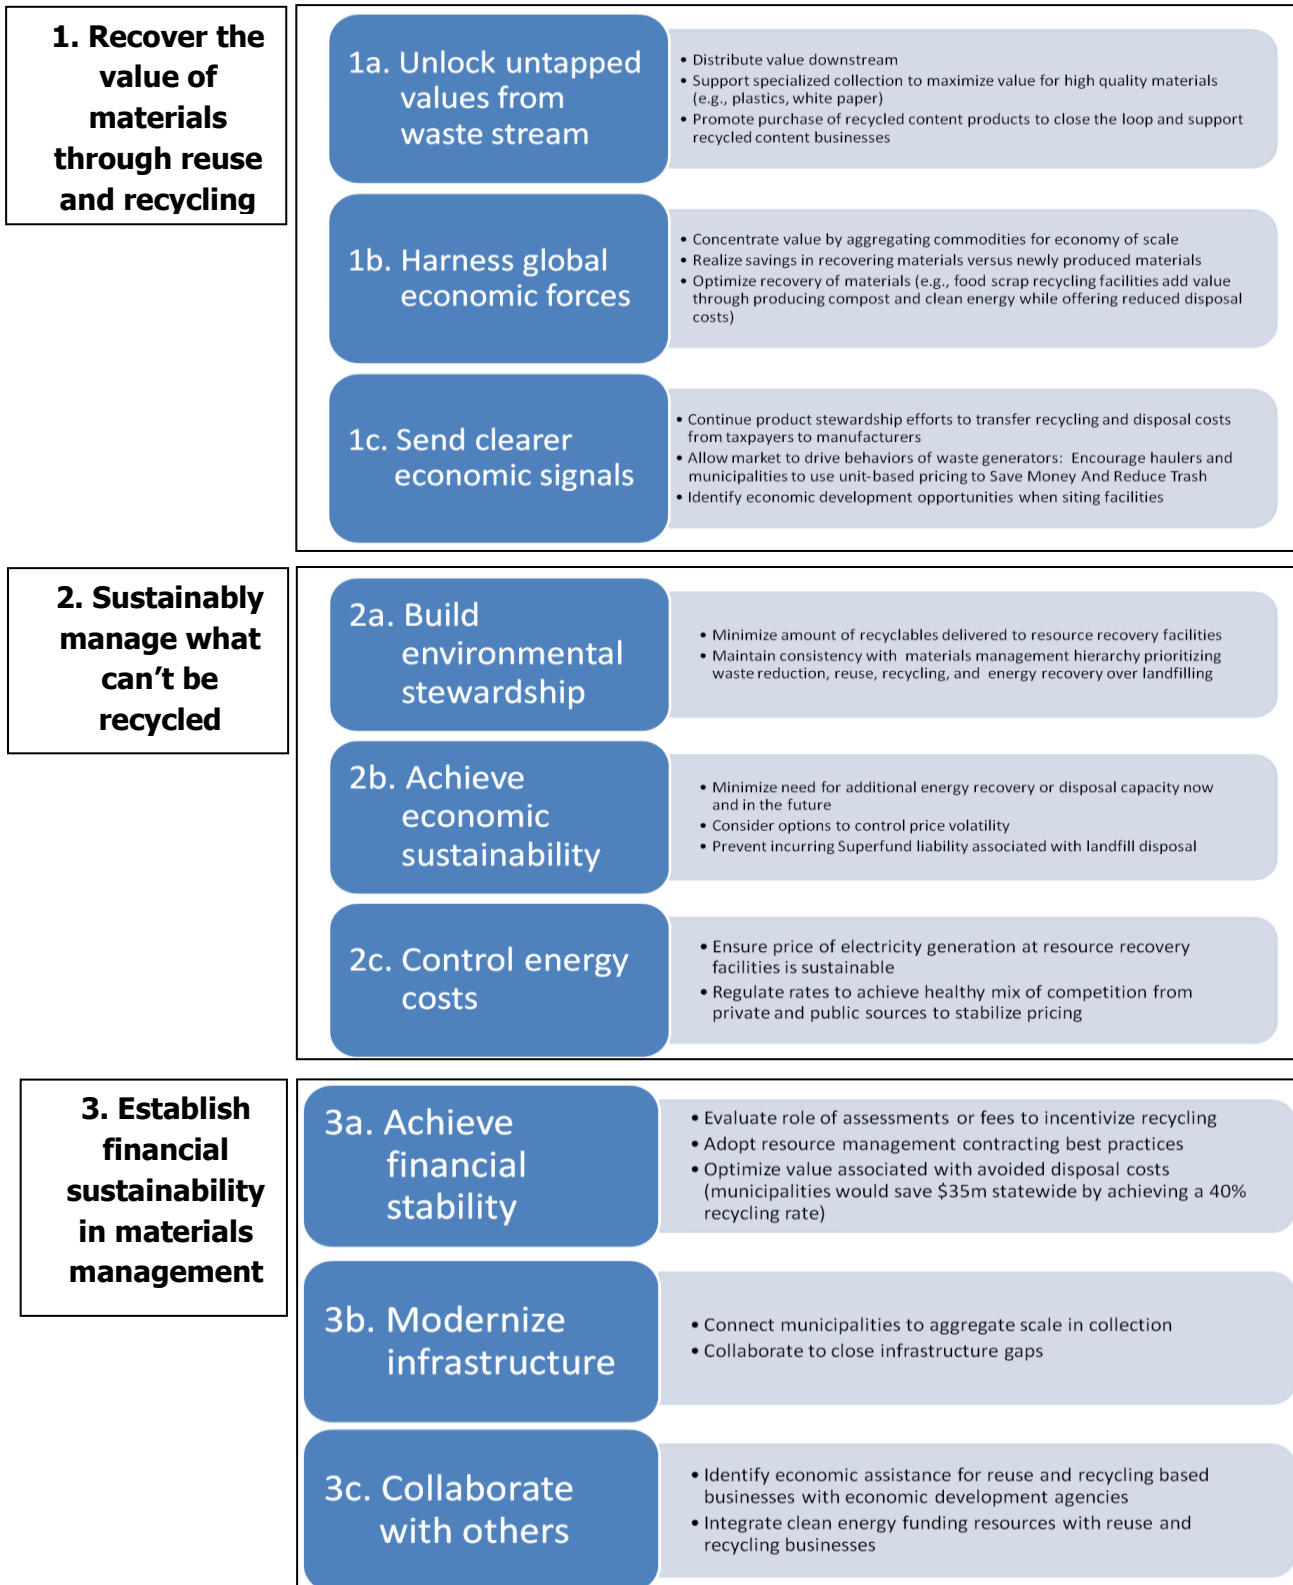 1. Recover the
value of
materials
through reuse
and recycling
1a. Unlock untapped
values from
waste stream
• Distribute value downstream
• Support specialized collection to maximize value for high quality materials
(e.g., plastics, white paper)
• Promote purchase of recycled content products to close the loop and support
recycled content businesses
1b. Harness global
economic forces
• Concentrate value by aggregating commodities for economy of scale
• Realize savings in recovering materials versus newly produced materials
• Optimize recovery of materials (e.g., food scrap recycling facilities add value
through producing compost and clean energy while offering reduced disposal
costs)
1c. Send clearer
economic signals
• Continue product stewardship efforts to transfer recycling and disposal costs
from taxpayers to manufacturers
• Allow market to drive behaviors of waste generators: Encourage haulers and
municipalities to use unit-based pricing to Save Money And Reduce Trash
• Identify economic development opportunities when siting facilities
2. Sustainably
manage what
can’t be
recycled
2a. Build
environmental
stewardship
• Minimize amount of recyclables delivered to resource recovery facilities
• Maintain consistency with materials management hierarchy prioritizing
waste reduction, reuse, recycling, and energy recovery over landfilling
2b. Achieve
economic
sustainability
• Minimize need for additional energy recovery or disposal capacity now
and in the future
• Consider options to control price volatility
• Prevent incurring Superfund liability associated with landfill disposal
2c. Control energy
costs
• Ensure price of electricity generation at resource recovery
facilities is sustainable
• Regulate rates to achieve healthy mix of competition from
private and public sources to stabilize pricing
3. Establish
financial
sustainability
in materials
management
3a. Achieve
financial
stability
• Evaluate role of assessments or fees to incentivize recycling
• Adopt resource management contracting best practices
• Optimize value associated with avoided disposal costs
(municipalities would save $35m statewide by achieving a 40%
recycling rate)
3b. Modernize
infrastructure
• Connect municipalities to aggregate scale in collection
• Collaborate to close infrastructure gaps
3c. Collaborate
with others
• Identify economic assistance for reuse and recycling based
businesses with economic development agencies
• Integrate clean energy funding resources with reuse and
recycling businesses